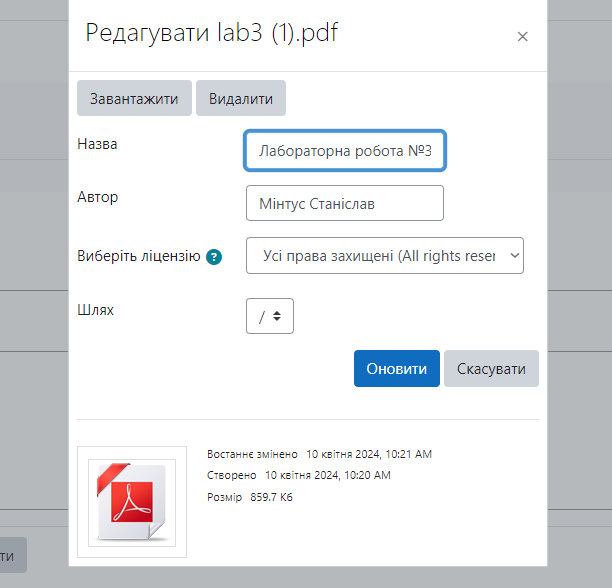 Редагувати lab3 (1).pdf
×
Завантажити Видалити
Назва Лабораторна робота №3
Автор Мінтус Станіслав
Виберіть ліцензію ? Усі права захищені (All rights reser
Шлях /
Оновити Скасувати
Востаннє змінено 10 квітня 2024, 10:21 AM
Створено 10 квітня 2024, 10:20 AM
Розмір 859.7 Кб
ти